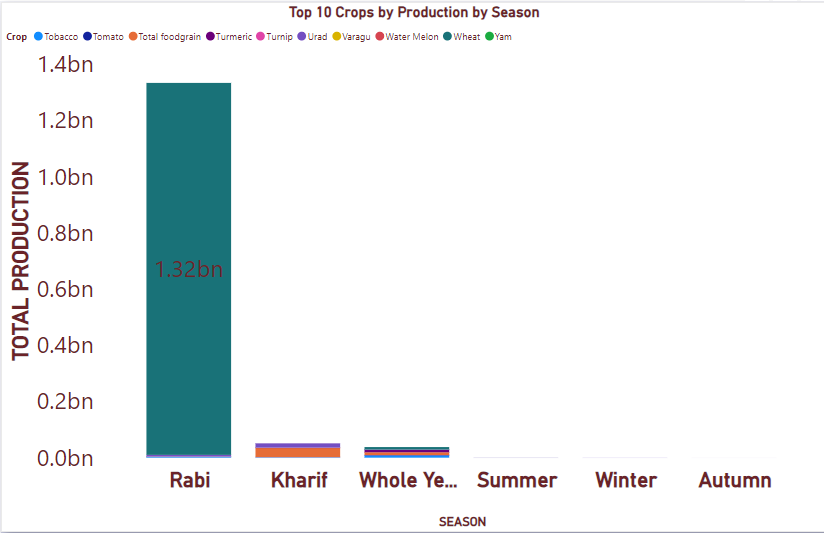 Top 10 Crops by Production by Season
Crop Tobacco Tomato Total foodgrain Turmeric Turnip Urad Varagu Water Melon Wheat Yam
1.4bn
1.2bn
1.0bn
0.8bn
0.6bn
0.4bn
0.2bn
0.0bn
TOTAL PRODUCTION
1.32bn
Rabi Kharif Whole Ye... Summer Winter Autumn
SEASON